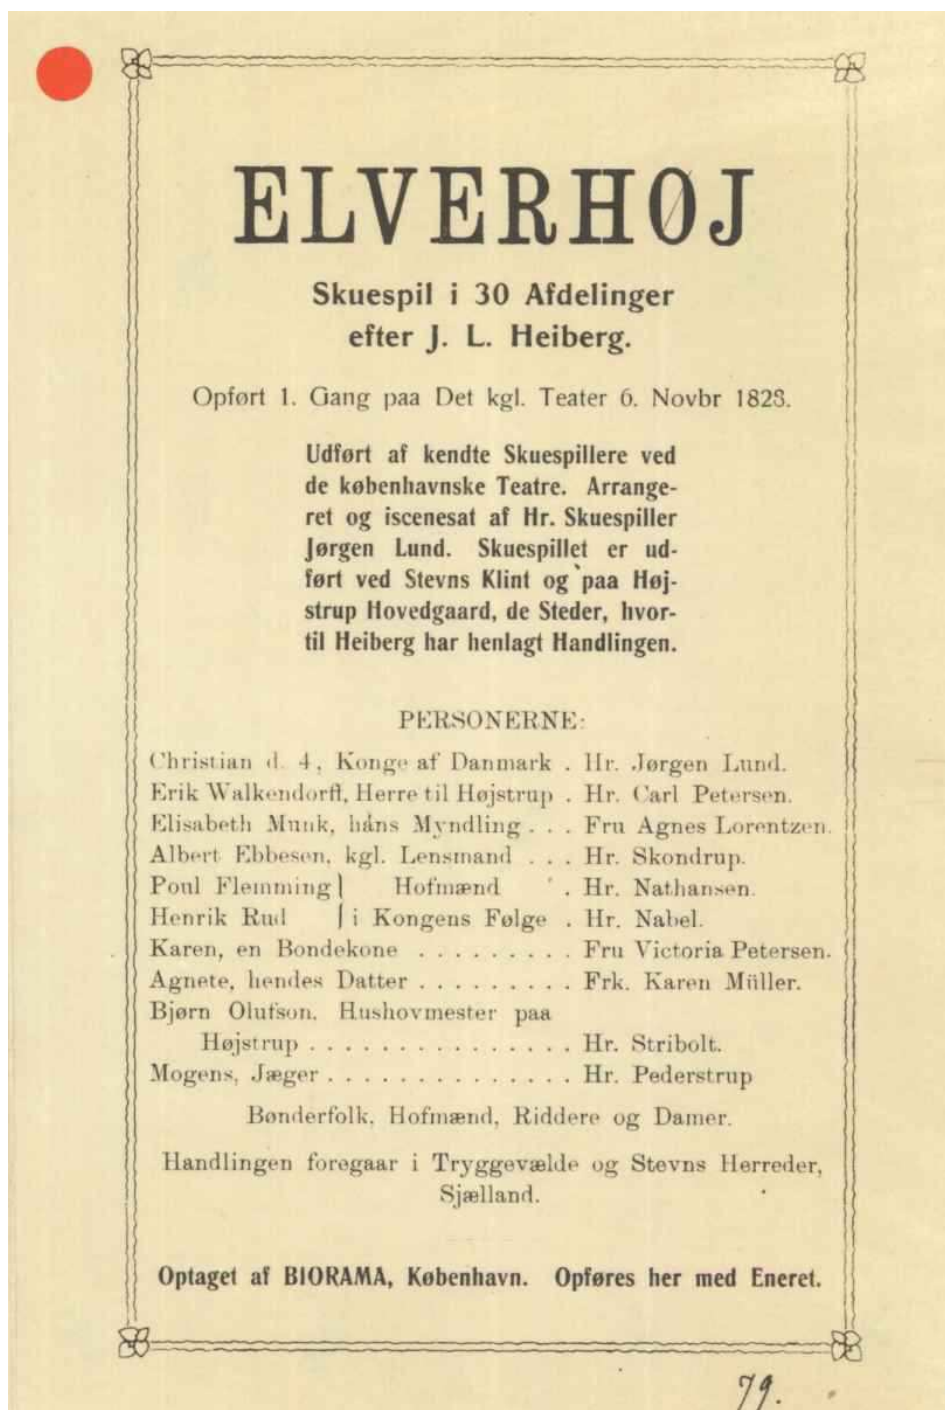 ELVERHØJ
Skuespil i 30 Afdelinger
efter J. L. Heiberg.
Opført 1. Gang paa Det kgl. Teater 6. Novbr 1828.
Udført af kendte Skuespillere ved
de københavnske Teatre. Arrange-
ret og iscenesat af Hr. Skuespiller
Jørgen Lund. Skuespillet er ud-
ført ved Stevns Klint og paa Høj-
strup Hovedgaard, de Steder, hvor-
til Heiberg har henlagt Handlingen.
PERSONERNE:
Christian d. 4, Konge af Danmark . Hr. Jørgen Lund.
Erik Walkendorff, Herre til Højstrup . Hr. Carl Petersen.
Elisabeth Munk, hans Myndling . . . Fru Agnes Lorentzen.
Albert Ebbesen, kgl. Lensmand . . . Hr. Skondrup.
Poul Flemming } Hofmænd . Hr. Nathansen.
Henrik Rud } i Kongens Følge . Hr. Nabel.
Karen, en Bondekone . . . . . . . . . Fru Victoria Petersen.
Agnete, hendes Datter . . . . . . . . . Frk. Karen Müller.
Bjørn Olufson, Hushovmester paa
Højstrup . . . . . . . . . . . . . . . Hr. Stribolt.
Mogens, Jæger . . . . . . . . . . . . . . Hr. Pederstrup
Bønderfolk, Hofmænd, Riddere og Damer.
Handlingen foregaar i Tryggevælde og Stevns Herreder,
Sjælland.
Optaget af BIORAMA, København. Opføres her med Eneret.
79.